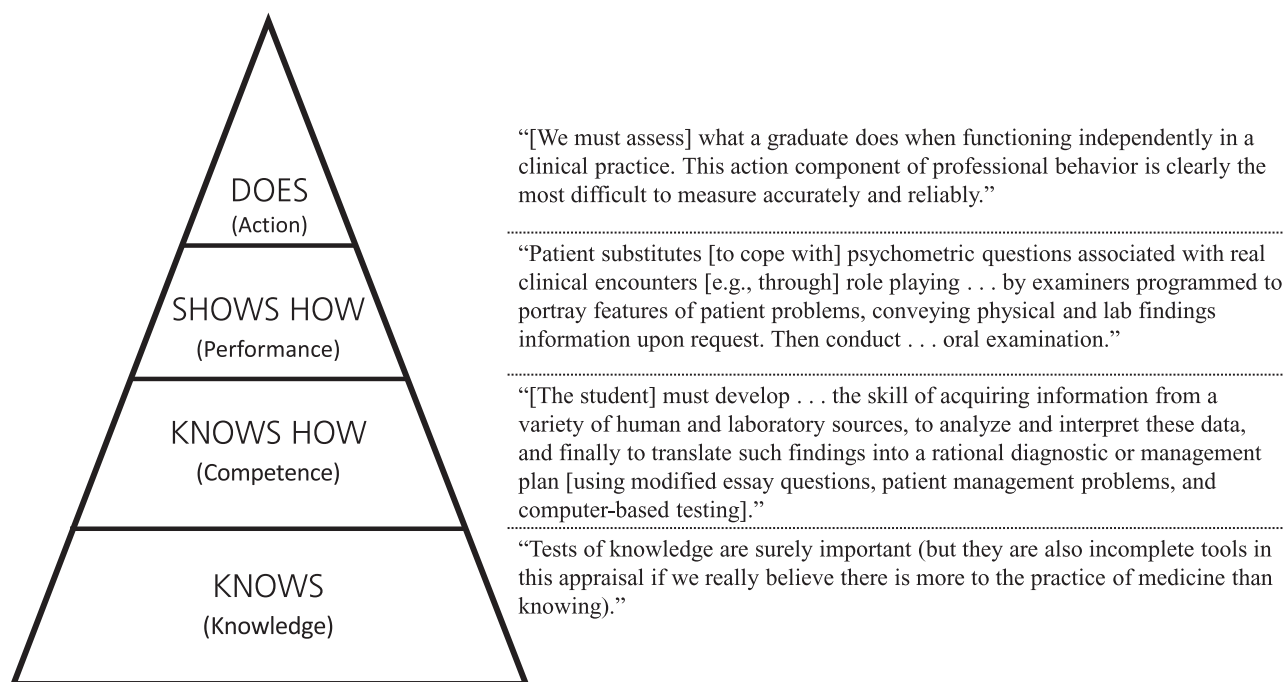 DOES
(Action)
“[We must assess] what a graduate does when functioning independently in a
clinical practice. This action component of professional behavior is clearly the
most difficult to measure accurately and reliably.”
SHOWS HOW
(Performance)
“Patient substitutes [to cope with] psychometric questions associated with real
clinical encounters [e.g., through] role playing . . . by examiners programmed to
portray features of patient problems, conveying physical and lab findings
information upon request. Then conduct . . . oral examination.”
KNOWS HOW
(Competence)
“[The student] must develop . . . the skill of acquiring information from a
variety of human and laboratory sources, to analyze and interpret these data,
and finally to translate such findings into a rational diagnostic or management
plan [using modified essay questions, patient management problems, and
computer-based testing].”
KNOWS
(Knowledge)
“Tests of knowledge are surely important (but they are also incomplete tools in
this appraisal if we really believe there is more to the practice of medicine than
knowing).”